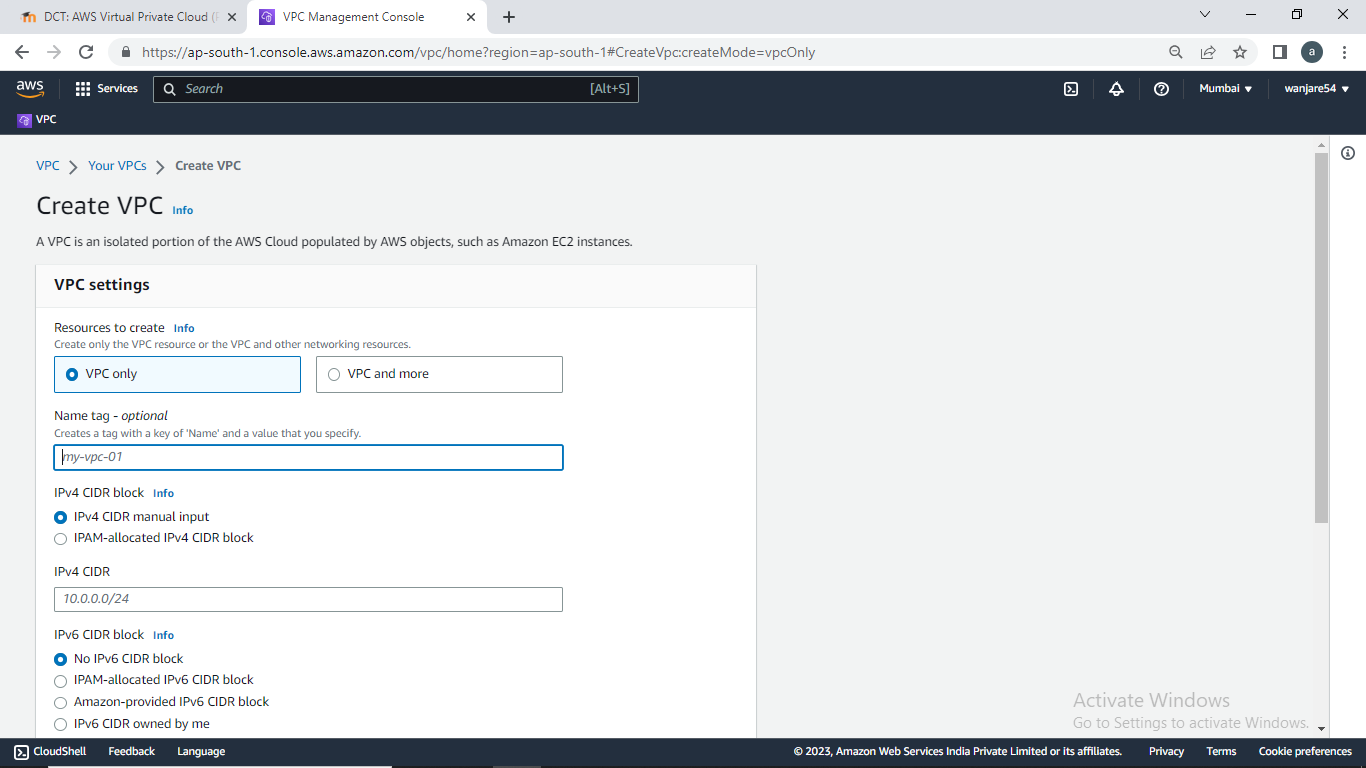 DCT: AWS Virtual Private Cloud (
VPC Management Console
https://ap-south-1.console.aws.amazon.com/vpc/home?region=ap-south-1#CreateVpc:createMode=vpcOnly
a
aws
Services
Search
[Alt+S]
Mumbai
wanjare54
VPC
VPC
Your VPCs
Create VPC
Create VPC Info
A VPC is an isolated portion of the AWS Cloud populated by AWS objects, such as Amazon EC2 instances.
VPC settings
Resources to create Info
Create only the VPC resource or the VPC and other networking resources.
VPC only
VPC and more
Name tag - optional
Creates a tag with a key of 'Name' and a value that you specify.
my-vpc-01
IPv4 CIDR block Info
IPv4 CIDR manual input
IPAM-allocated IPv4 CIDR block
IPv4 CIDR
10.0.0.0/24
IPv6 CIDR block Info
No IPv6 CIDR block
IPAM-allocated IPv6 CIDR block
Amazon-provided IPv6 CIDR block
IPv6 CIDR owned by me
Activate Windows
Go to Settings to activate Windows.
CloudShell
Feedback
Language
© 2023, Amazon Web Services India Private Limited or its affiliates.
Privacy
Terms
Cookie preferences